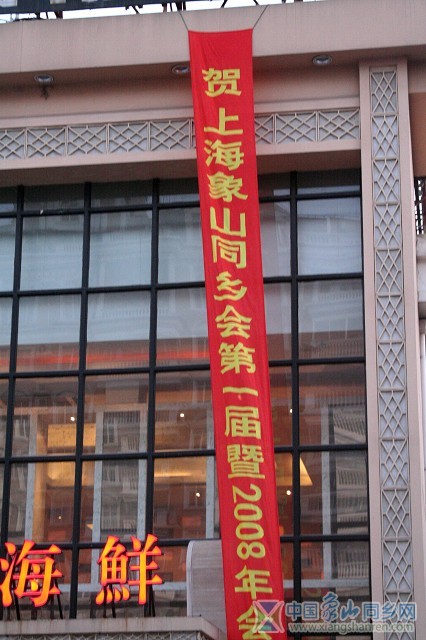 贺上海象山同乡会第一届暨2008年会
海鲜
中国象山同乡网
www.xiangshanren.com